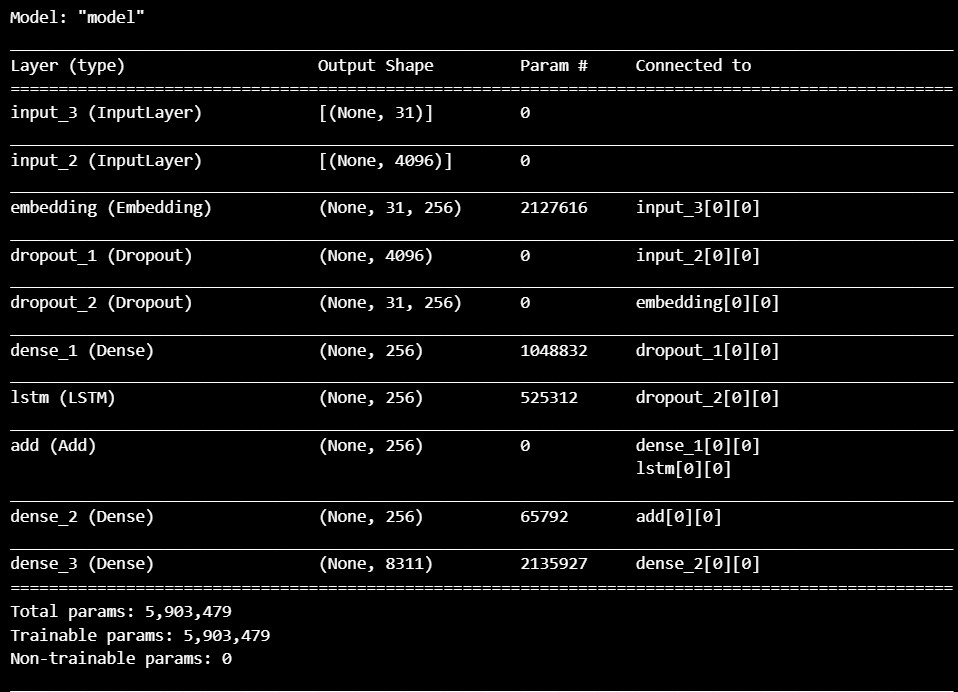 Model: "model"
Layer (type) Output Shape Param # Connected to
input_3 (InputLayer) [(None, 31)] 0
input_2 (InputLayer) [(None, 4096)] 0
embedding (Embedding) (None, 31, 256) 2127616 input_3[0][0]
dropout_1 (Dropout) (None, 4096) 0 input_2[0][0]
dropout_2 (Dropout) (None, 31, 256) 0 embedding[0][0]
dense_1 (Dense) (None, 256) 1048832 dropout_1[0][0]
lstm (LSTM) (None, 256) 525312 dropout_2[0][0]
add (Add) (None, 256) 0 dense_1[0][0]
lstm[0][0]
dense_2 (Dense) (None, 256) 65792 add[0][0]
dense_3 (Dense) (None, 8311) 2135927 dense_2[0][0]
Total params: 5,903,479
Trainable params: 5,903,479
Non-trainable params: 0